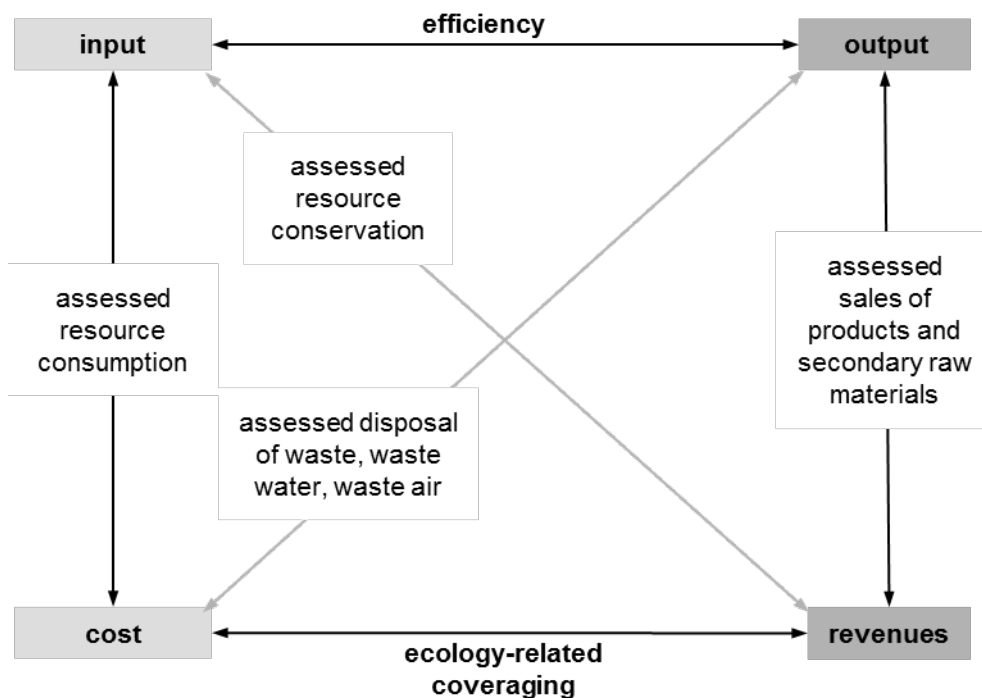 efficiency
input
output
assessed
resource
conservation
assessed
resource
consumption
assessed
sales of
products and
secondary raw
materials
assessed disposal
of waste, waste
water, waste air
cost
revenues
ecology-related
coveraging